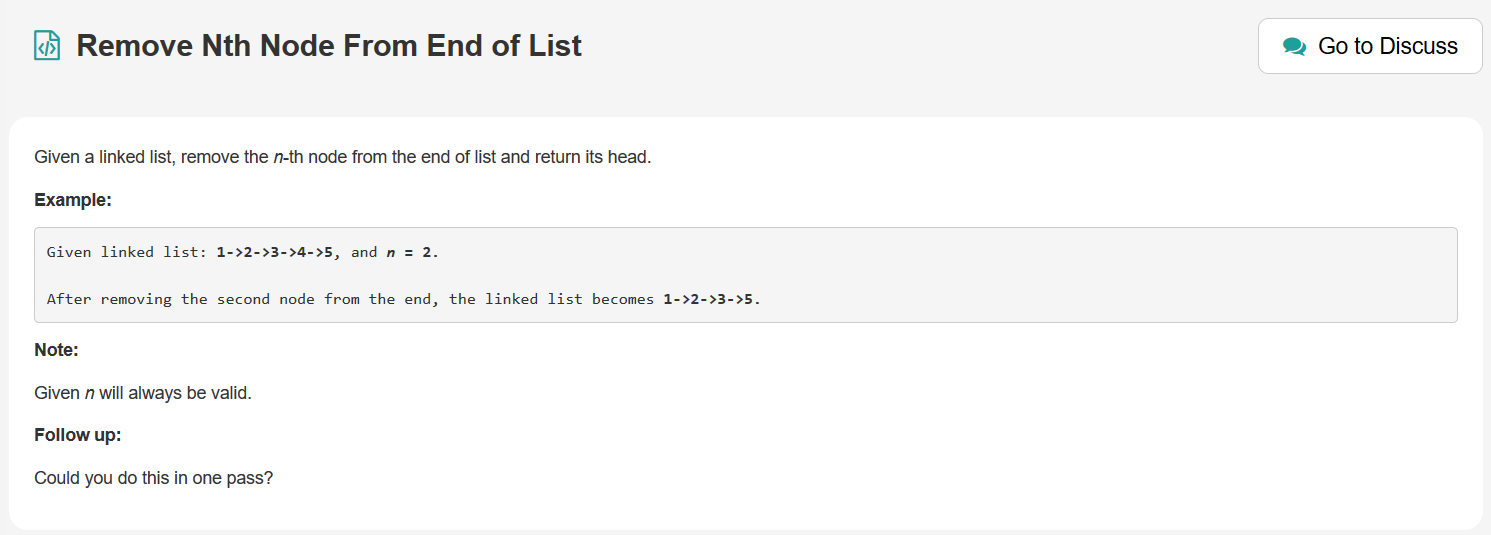 Remove Nth Node From End of List
Go to Discuss
Given a linked list, remove the n-th node from the end of list and return its head.
Example:
Given linked list: 1->2->3->4->5, and n = 2.
After removing the second node from the end, the linked list becomes 1->2->3->5.
Note:
Given n will always be valid.
Follow up:
Could you do this in one pass?